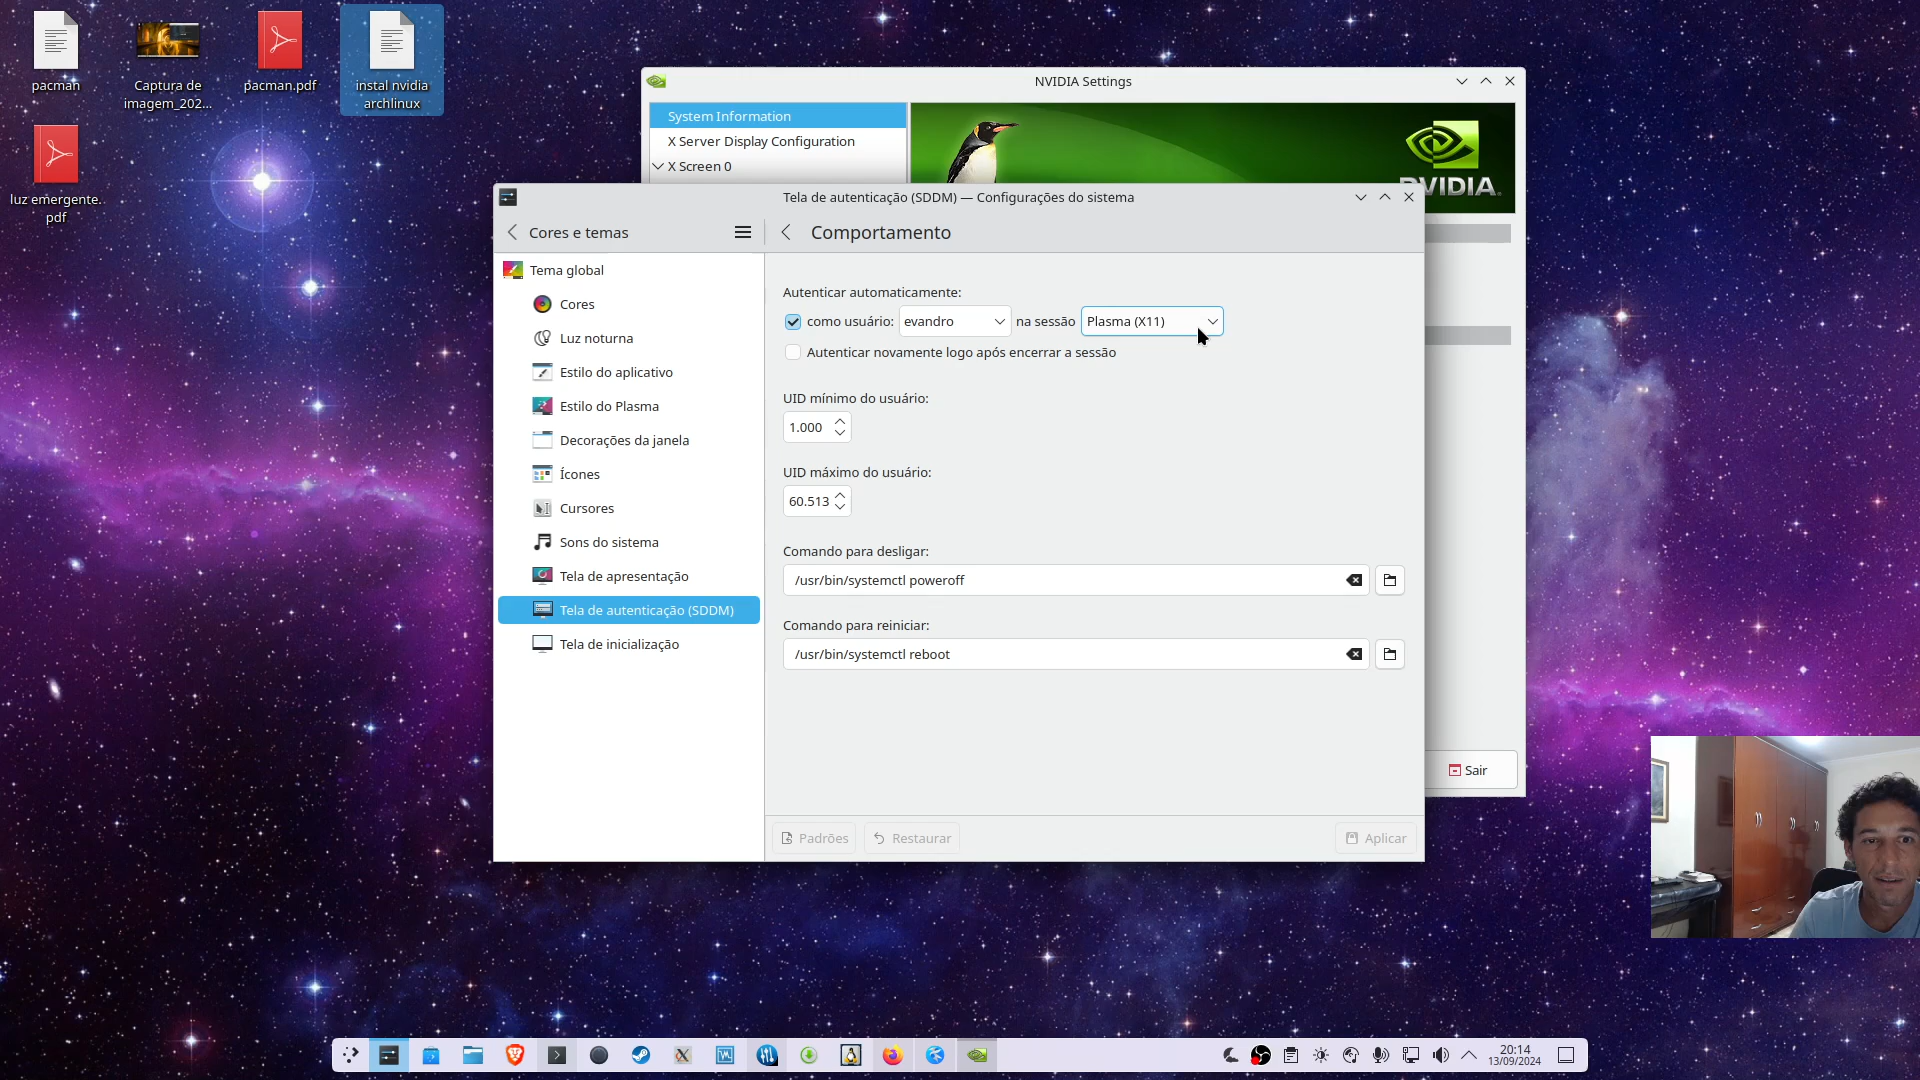 pacman
Captura de
imagem_202...
pacman.pdf
instal nvidia
archlinux
luz emergente.
pdf
NVIDIA Settings
System Information
X Server Display Configuration
X Screen 0
NVIDIA.
Tela de autenticação (SDDM) — Configurações do sistema
Cores e temas
Comportamento
Tema global
Cores
Luz noturna
Estilo do aplicativo
Estilo do Plasma
Decorações da janela
Ícones
Cursores
Sons do sistema
Tela de apresentação
Tela de autenticação (SDDM)
Tela de inicialização
Autenticar automaticamente:
como usuário: evandro na sessão Plasma (X11)
Autenticar novamente logo após encerrar a sessão
UID mínimo do usuário:
1.000
UID máximo do usuário:
60.513
Comando para desligar:
/usr/bin/systemctl poweroff
Comando para reiniciar:
/usr/bin/systemctl reboot
Sair
Padrões
Restaurar
Aplicar
20:14
13/09/2024